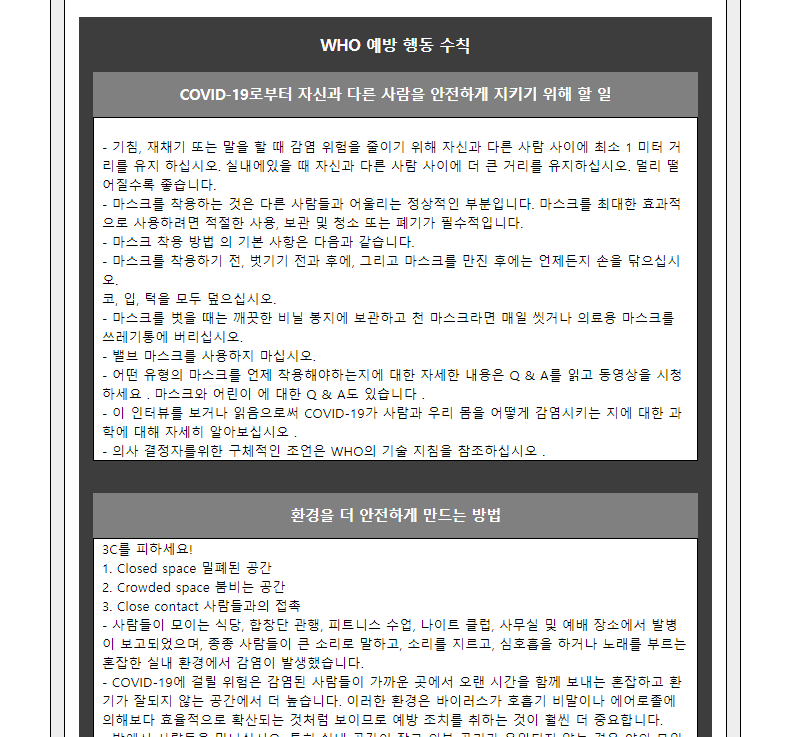 WHO 예방 행동 수칙
COVID-19로부터 자신과 다른 사람을 안전하게 지키기 위해 할 일
- 기침, 재채기 또는 말을 할 때 감염 위험을 줄이기 위해 자신과 다른 사람 사이에 최소 1 미터 거
리를 유지 하십시오. 실내에있을 때 자신과 다른 사람 사이에 더 큰 거리를 유지하십시오. 멀리 떨
어질수록 좋습니다.
- 마스크를 착용하는 것은 다른 사람들과 어울리는 정상적인 부분입니다. 마스크를 최대한 효과적
으로 사용하려면 적절한 사용, 보관 및 청소 또는 폐기가 필수적입니다.
- 마스크 착용 방법 의 기본 사항은 다음과 같습니다.
- 마스크를 착용하기 전, 벗기기 전과 후에, 그리고 마스크를 만진 후에는 언제든지 손을 닦으십시
오.
코, 입, 턱을 모두 덮으십시오.
- 마스크를 벗을 때는 깨끗한 비닐 봉지에 보관하고 천 마스크라면 매일 씻거나 의료용 마스크를
쓰레기통에 버리십시오.
- 밸브 마스크를 사용하지 마십시오.
- 어떤 유형의 마스크를 언제 착용해야하는지에 대한 자세한 내용은 Q & A를 읽고 동영상을 시청
하세요 . 마스크와 어린이 에 대한 Q & A도 있습니다 .
- 이 인터뷰를 보거나 읽음으로써 COVID-19가 사람과 우리 몸을 어떻게 감염시키는 지에 대한 과
학에 대해 자세히 알아보십시오 .
- 의사 결정자를위한 구체적인 조언은 WHO의 기술 지침을 참조하십시오 .
환경을 더 안전하게 만드는 방법
3C를 피하세요!
1. Closed space 밀폐된 공간
2. Crowded space 붐비는 공간
3. Close contact 사람들과의 접촉
- 사람들이 모이는 식당, 합창단 관행, 피트니스 수업, 나이트 클럽, 사무실 및 예배 장소에서 발병
이 보고되었으며, 종종 사람들이 큰 소리로 말하고, 소리를 지르고, 심호흡을 하거나 노래를 부르는
혼잡한 실내 환경에서 감염이 발생했습니다.
- COVID-19에 걸릴 위험은 감염된 사람들이 가까운 곳에서 오랜 시간을 함께 보내는 혼잡하고 환
기가 잘되지 않는 공간에서 더 높습니다. 이러한 환경은 바이러스가 호흡기 비말이나 에어로졸에
의해보다 효율적으로 확산되는 것처럼 보이므로 예방 조치를 취하는 것이 훨씬 더 중요합니다.